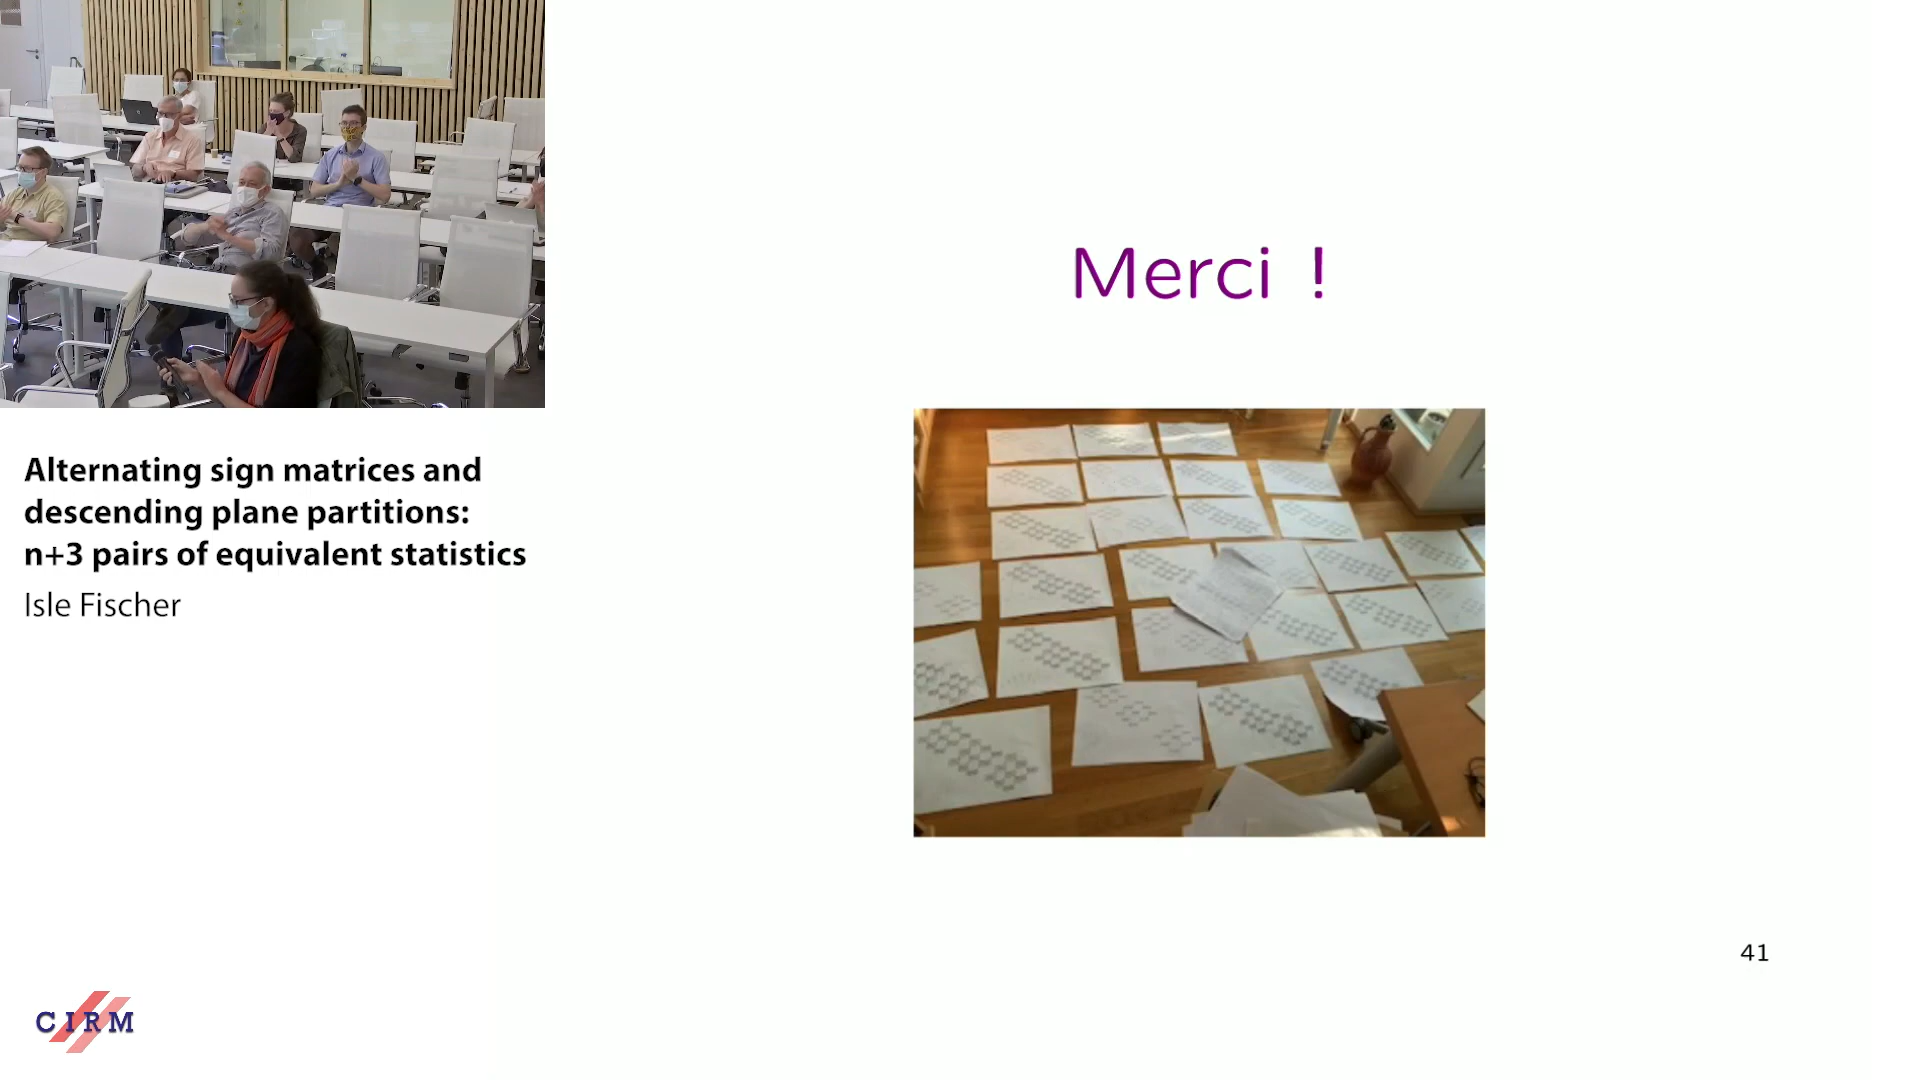 Merci !
Alternating sign matrices and
descending plane partitions:
n+3 pairs of equivalent statistics
Isle Fischer
41
CIRM